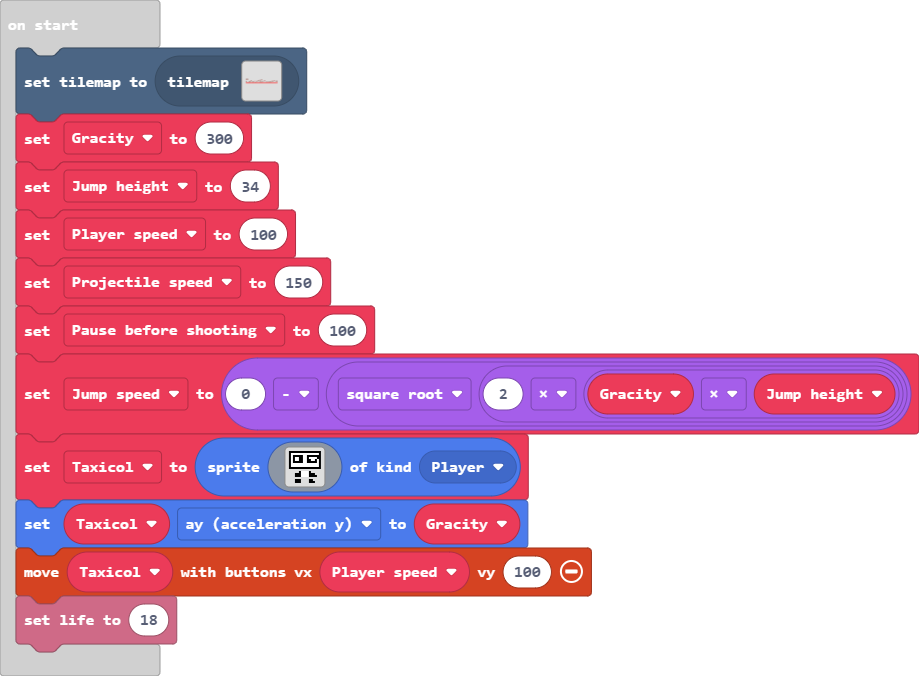 on start
set tilemap to tilemap
set Gracity to 300
set Jump height to 34
set Player speed to 100
set Projectile speed to 150
set Pause before shooting to 100
set Jump speed to 0 - square root 2 × Gracity × Jump height
set Taxicol to sprite of kind Player
set Taxicol ay (acceleration y) to Gracity
move Taxicol with buttons vx Player speed vy 100
set life to 18